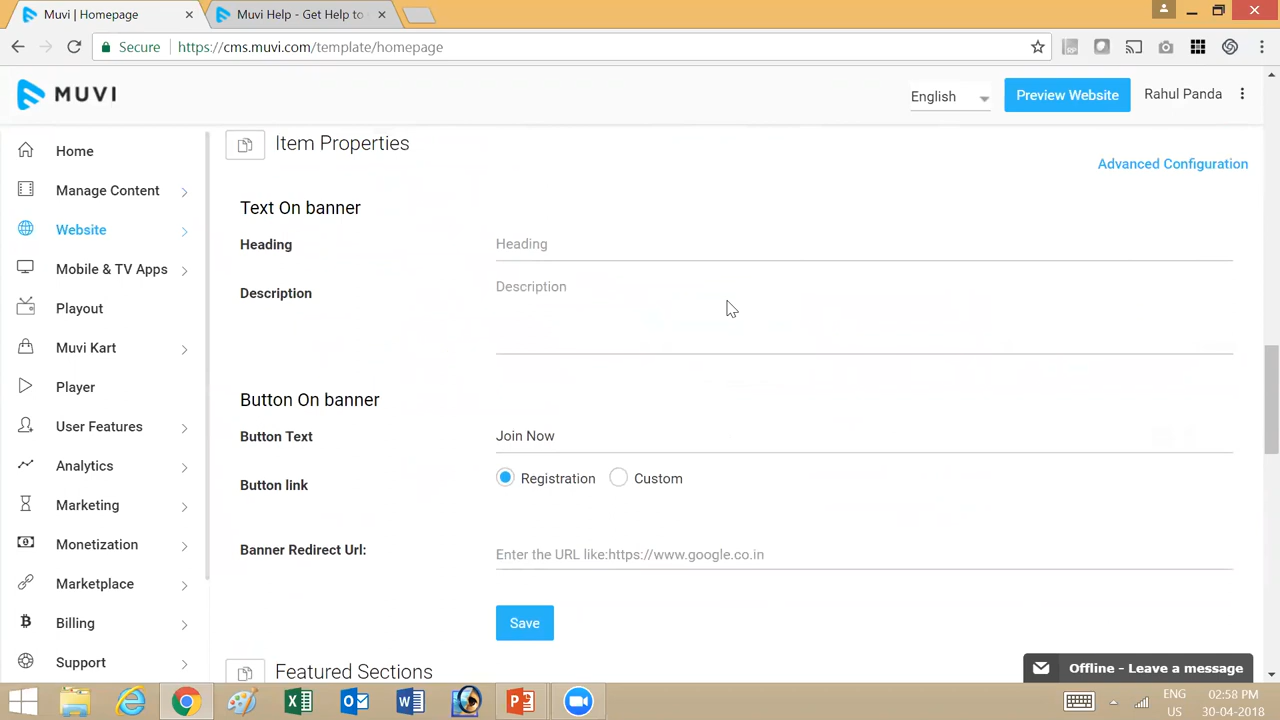 Muvi | Homepage
Muvi Help - Get Help to
Secure
https://cms.muvi.com/template/homepage
MUVI
English
Preview Website
Rahul Panda
Home
Manage Content
Website
Mobile & TV Apps
Playout
Muvi Kart
Player
User Features
Analytics
Marketing
Monetization
Marketplace
Billing
Support
Item Properties
Advanced Configuration
Text On banner
Heading
Heading
Description
Description
Button On banner
Button Text
Join Now
Button link
Registration
Custom
Banner Redirect Url:
Enter the URL like:https://www.google.co.in
Save
Featured Sections
Offline - Leave a message
ENG
US
02:58 PM
30-04-2018